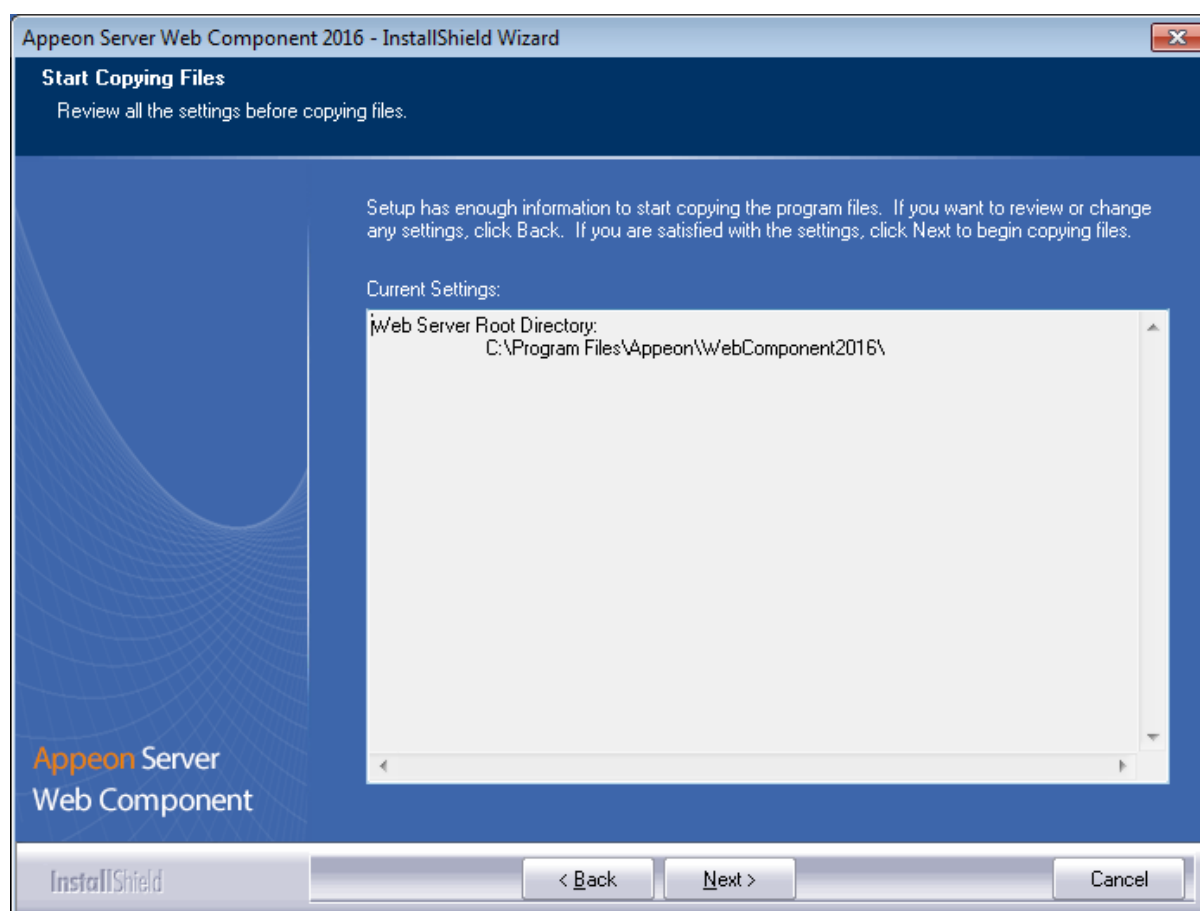 Appeon Server Web Component 2016 - InstallShield Wizard
Start Copying Files
Review all the settings before copying files.
Setup has enough information to start copying the program files. If you want to review or change
any settings, click Back. If you are satisfied with the settings, click Next to begin copying files.
Current Settings:
Web Server Root Directory:
C:\Program Files\Appeon\WebComponent2016\
Appeon Server
Web Component
InstallShield
< Back
Next >
Cancel